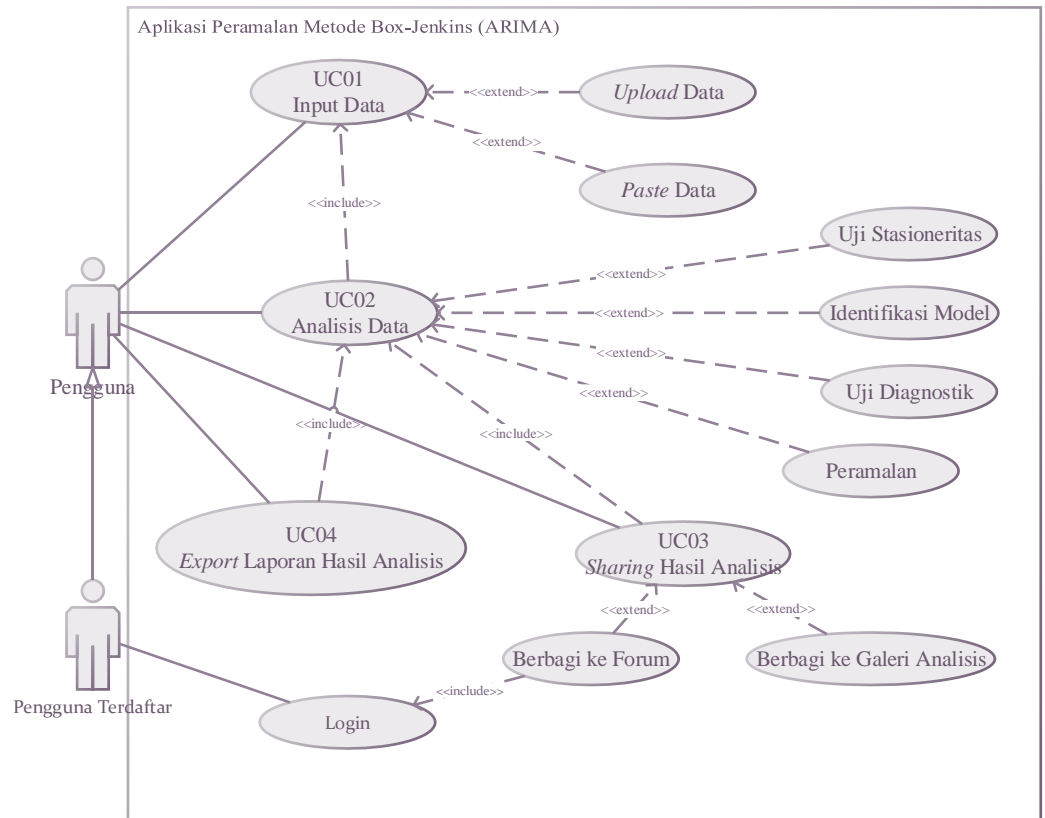 Aplikasi Peramalan Metode Box-Jenkins (ARIMA)
UC01
Input Data
<<extend>>
Upload Data
<<extend>>
Paste Data
<<include>>
Uji Stasioneritas
<<extend>>
UC02
Analisis Data
<<extend>>
Identifikasi Model
<<extend>>
Uji Diagnostik
Pengguna
<<extend>>
<<include>>
<<include>>
Peramalan
UC04
Export Laporan Hasil Analisis
UC03
Sharing Hasil Analisis
<<extend>>
<<extend>>
Berbagi ke Forum
Berbagi ke Galeri Analisis
<<include>>
Pengguna Terdaftar
Login